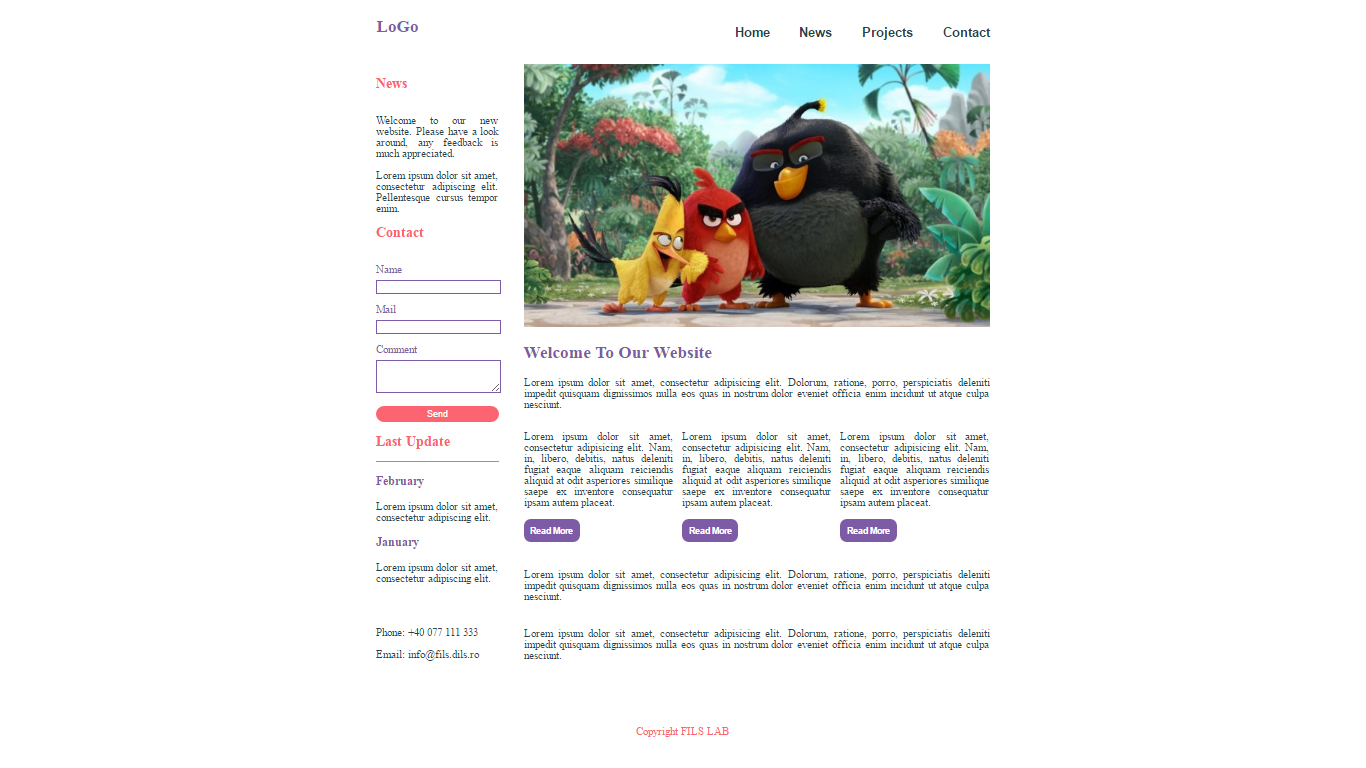 LoGo
Home News Projects Contact
News
Welcome to our new
website. Please have a look
around, any feedback is
much appreciated.
Lorem ipsum dolor sit amet,
consectetur adipiscing elit.
Pellentesque cursus tempor
enim.
Contact
Name
Mail
Comment
Send
Last Update
February
Lorem ipsum dolor sit amet,
consectetur adipiscing elit.
January
Lorem ipsum dolor sit amet,
consectetur adipiscing elit.
Phone: +40 077 111 333
Email: info@fils.dils.ro
Welcome To Our Website
Lorem ipsum dolor sit amet, consectetur adipisicing elit. Dolorum, ratione, porro, perspiciatis deleniti
impedit quisquam dignissimos nulla eos quas in nostrum dolor eveniet officia enim incidunt ut atque culpa
nesciunt.
Lorem ipsum dolor sit amet,
consectetur adipisicing elit. Nam,
in, libero, debitis, natus deleniti
fugiat eaque aliquam reiciendis
aliquid at odit asperiores similique
saepe ex inventore consequatur
ipsam autem placeat.
Read More
Lorem ipsum dolor sit amet,
consectetur adipisicing elit. Nam,
in, libero, debitis, natus deleniti
fugiat eaque aliquam reiciendis
aliquid at odit asperiores similique
saepe ex inventore consequatur
ipsam autem placeat.
Read More
Lorem ipsum dolor sit amet,
consectetur adipisicing elit. Nam,
in, libero, debitis, natus deleniti
fugiat eaque aliquam reiciendis
aliquid at odit asperiores similique
saepe ex inventore consequatur
ipsam autem placeat.
Read More
Lorem ipsum dolor sit amet, consectetur adipisicing elit. Dolorum, ratione, porro, perspiciatis deleniti
impedit quisquam dignissimos nulla eos quas in nostrum dolor eveniet officia enim incidunt ut atque culpa
nesciunt.
Lorem ipsum dolor sit amet, consectetur adipisicing elit. Dolorum, ratione, porro, perspiciatis deleniti
impedit quisquam dignissimos nulla eos quas in nostrum dolor eveniet officia enim incidunt ut atque culpa
nesciunt.
Copyright FILS LAB